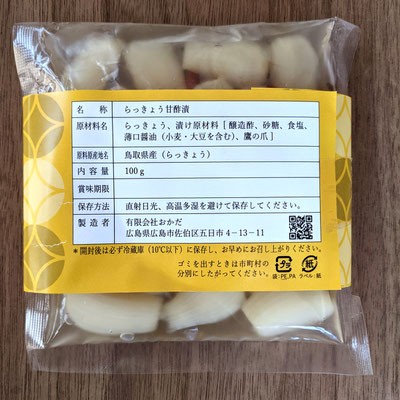 名 称 らっきょう甘酢漬
原材料名 らっきょう、漬け原材料［醸造酢、砂糖、食塩、
薄口醤油（小麦・大豆を含む）、鷹の爪］
原料原産地名 鳥取県産（らっきょう）
内 容 量 100g
賞味期限
保存方法 直射日光、高温多湿を避けて保存してください。
製 造 者 有限会社おかだ
広島県広島市佐伯区五日市4－13－11
＊開封後は必ず冷蔵庫（10℃以下）に保存し、お早めにお召し上がりください。
ゴミを出すときは市町村の
分別にしたがってください。
プラ
紙
袋：PE,PA ラベル：紙